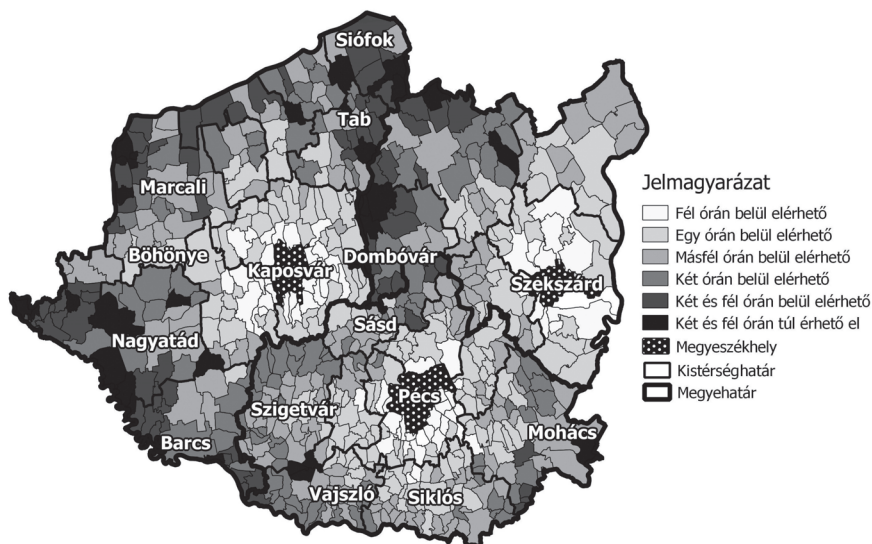 Siófok
Tab
Marcali
Böhönye
Kaposvár
Dombóvár
Szekszárd
Nagyatád
Sásd
Szigetvár
Pécs
Barcs
Mohács
Vajszló
Siklós
Jelmagyarázat
Fél órán belül elérhető
Egy órán belül elérhető
Másfél órán belül elérhető
Két órán belül elérhető
Két és fél órán belül elérhető
Két és fél órán túl érhető el
Megyeszékhely
Kistérséghatár
Megyehatár